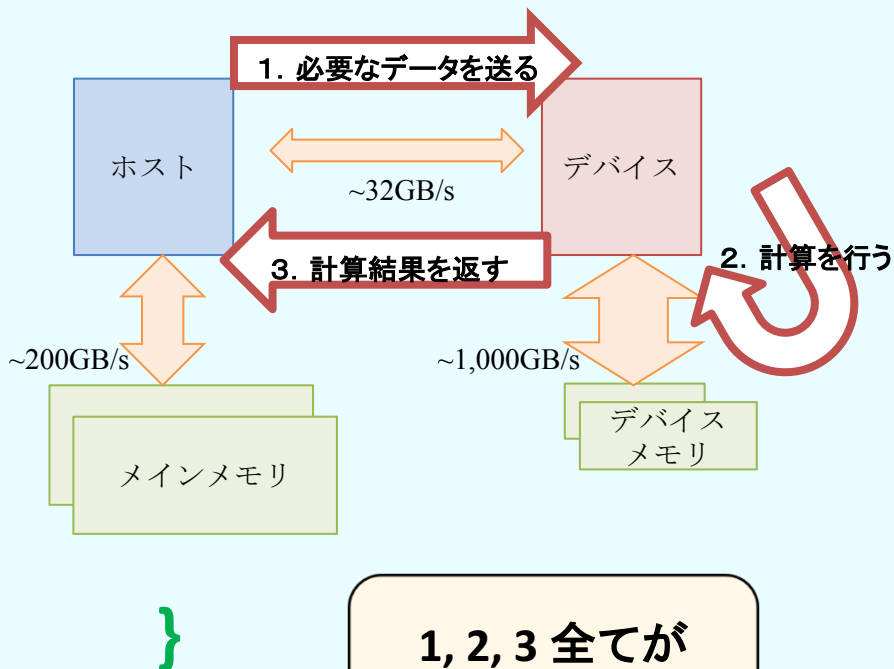 1．必要なデータを送る
ホスト
デバイス
~32GB/s
3．計算結果を返す
2．計算を行う
~200GB/s
~1,000GB/s
メインメモリ
デバイス
メモリ
}
1, 2, 3 全てが